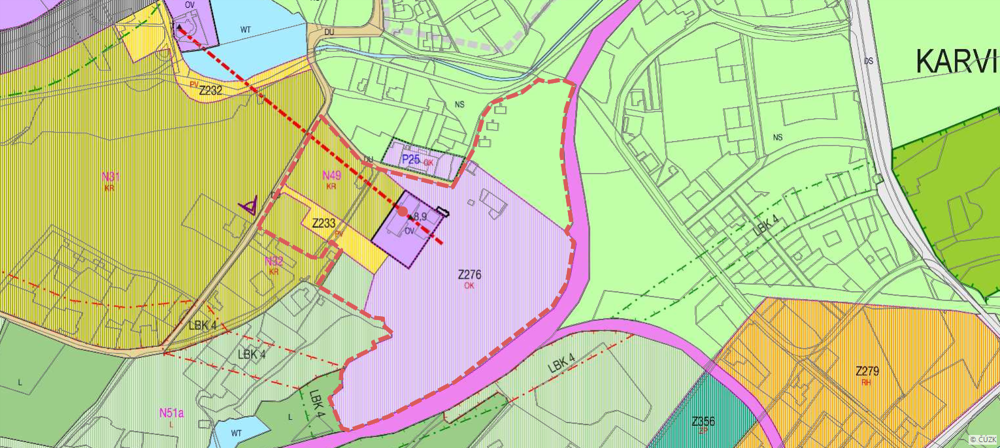 OV
WT
DU
NS
DS
KARVI
PV
Z232
NS
NS
DU
P25
OK
N31
KR
N49
KR
Z233
PV
8,9
OV
LBK 4
N32
KR
Z276
OK
LBK 4
LBK 4
LBK 4
LBK 4
L
L
N51a
L
WT
Z279
RH
Z356
ZP
© ČÚZK